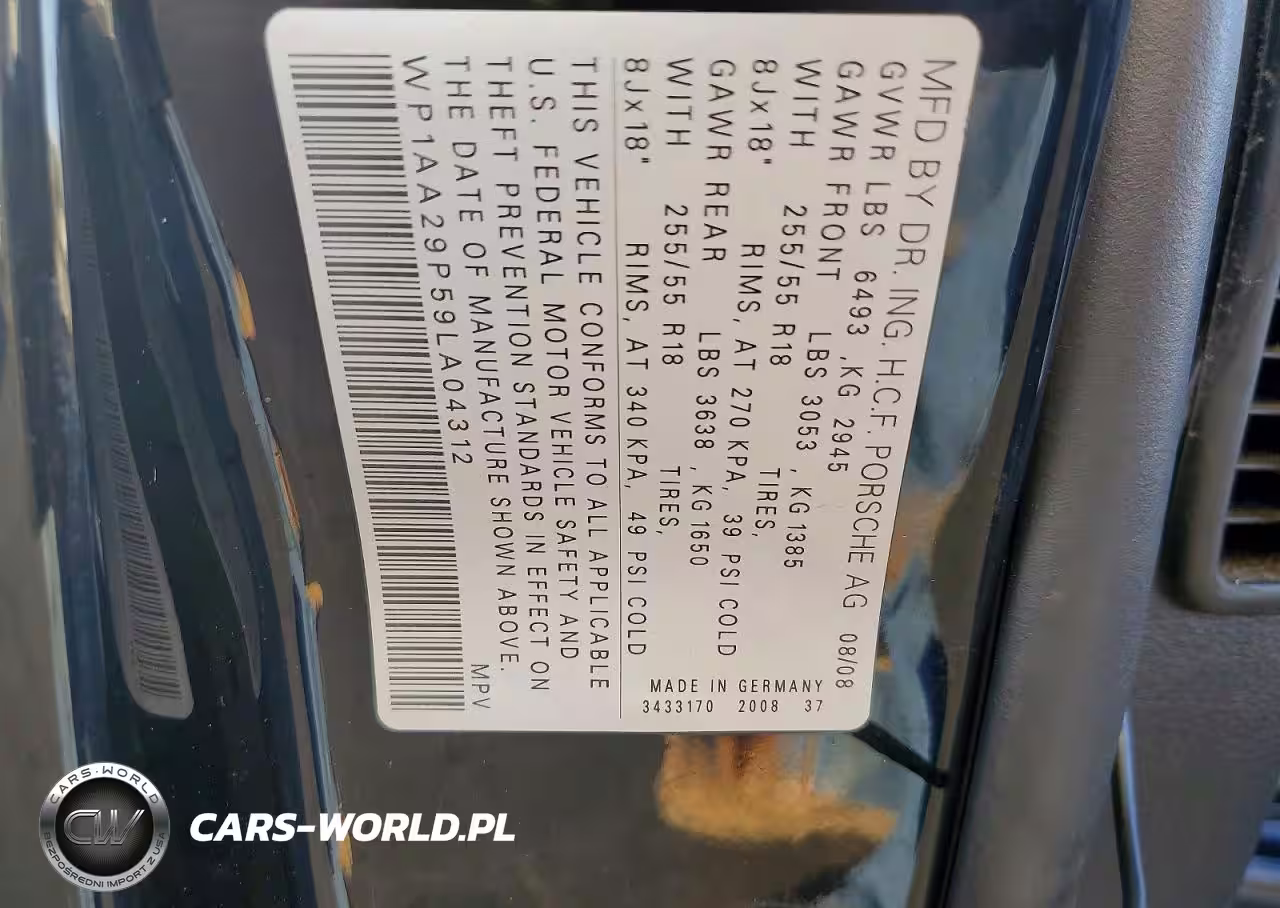 MFD BY DR. ING. H.C.F. PORSCHE AG 08/08
GVWR LBS 6493 , KG 2945
GAWR FRONT LBS 3053 , KG 1385
WITH 255/55 R18 TIRES,
8Jx18" RIMS, AT 270 KPA, 39 PSI COLD
GAWR REAR LBS 3638 , KG 1650
WITH 255/55 R18 TIRES,
8Jx18" RIMS, AT 340 KPA, 49 PSI COLD
THIS VEHICLE CONFORMS TO ALL APPLICABLE
U.S. FEDERAL MOTOR VEHICLE SAFETY AND
THEFT PREVENTION STANDARDS IN EFFECT ON
THE DATE OF MANUFACTURE SHOWN ABOVE.
WP1AA29P59LA04312 MPV
MADE IN GERMANY
3433170 2008 37
CARS-WORLD
CW
BEZPOŚREDNI IMPORT Z USA
CARS-WORLD.PL